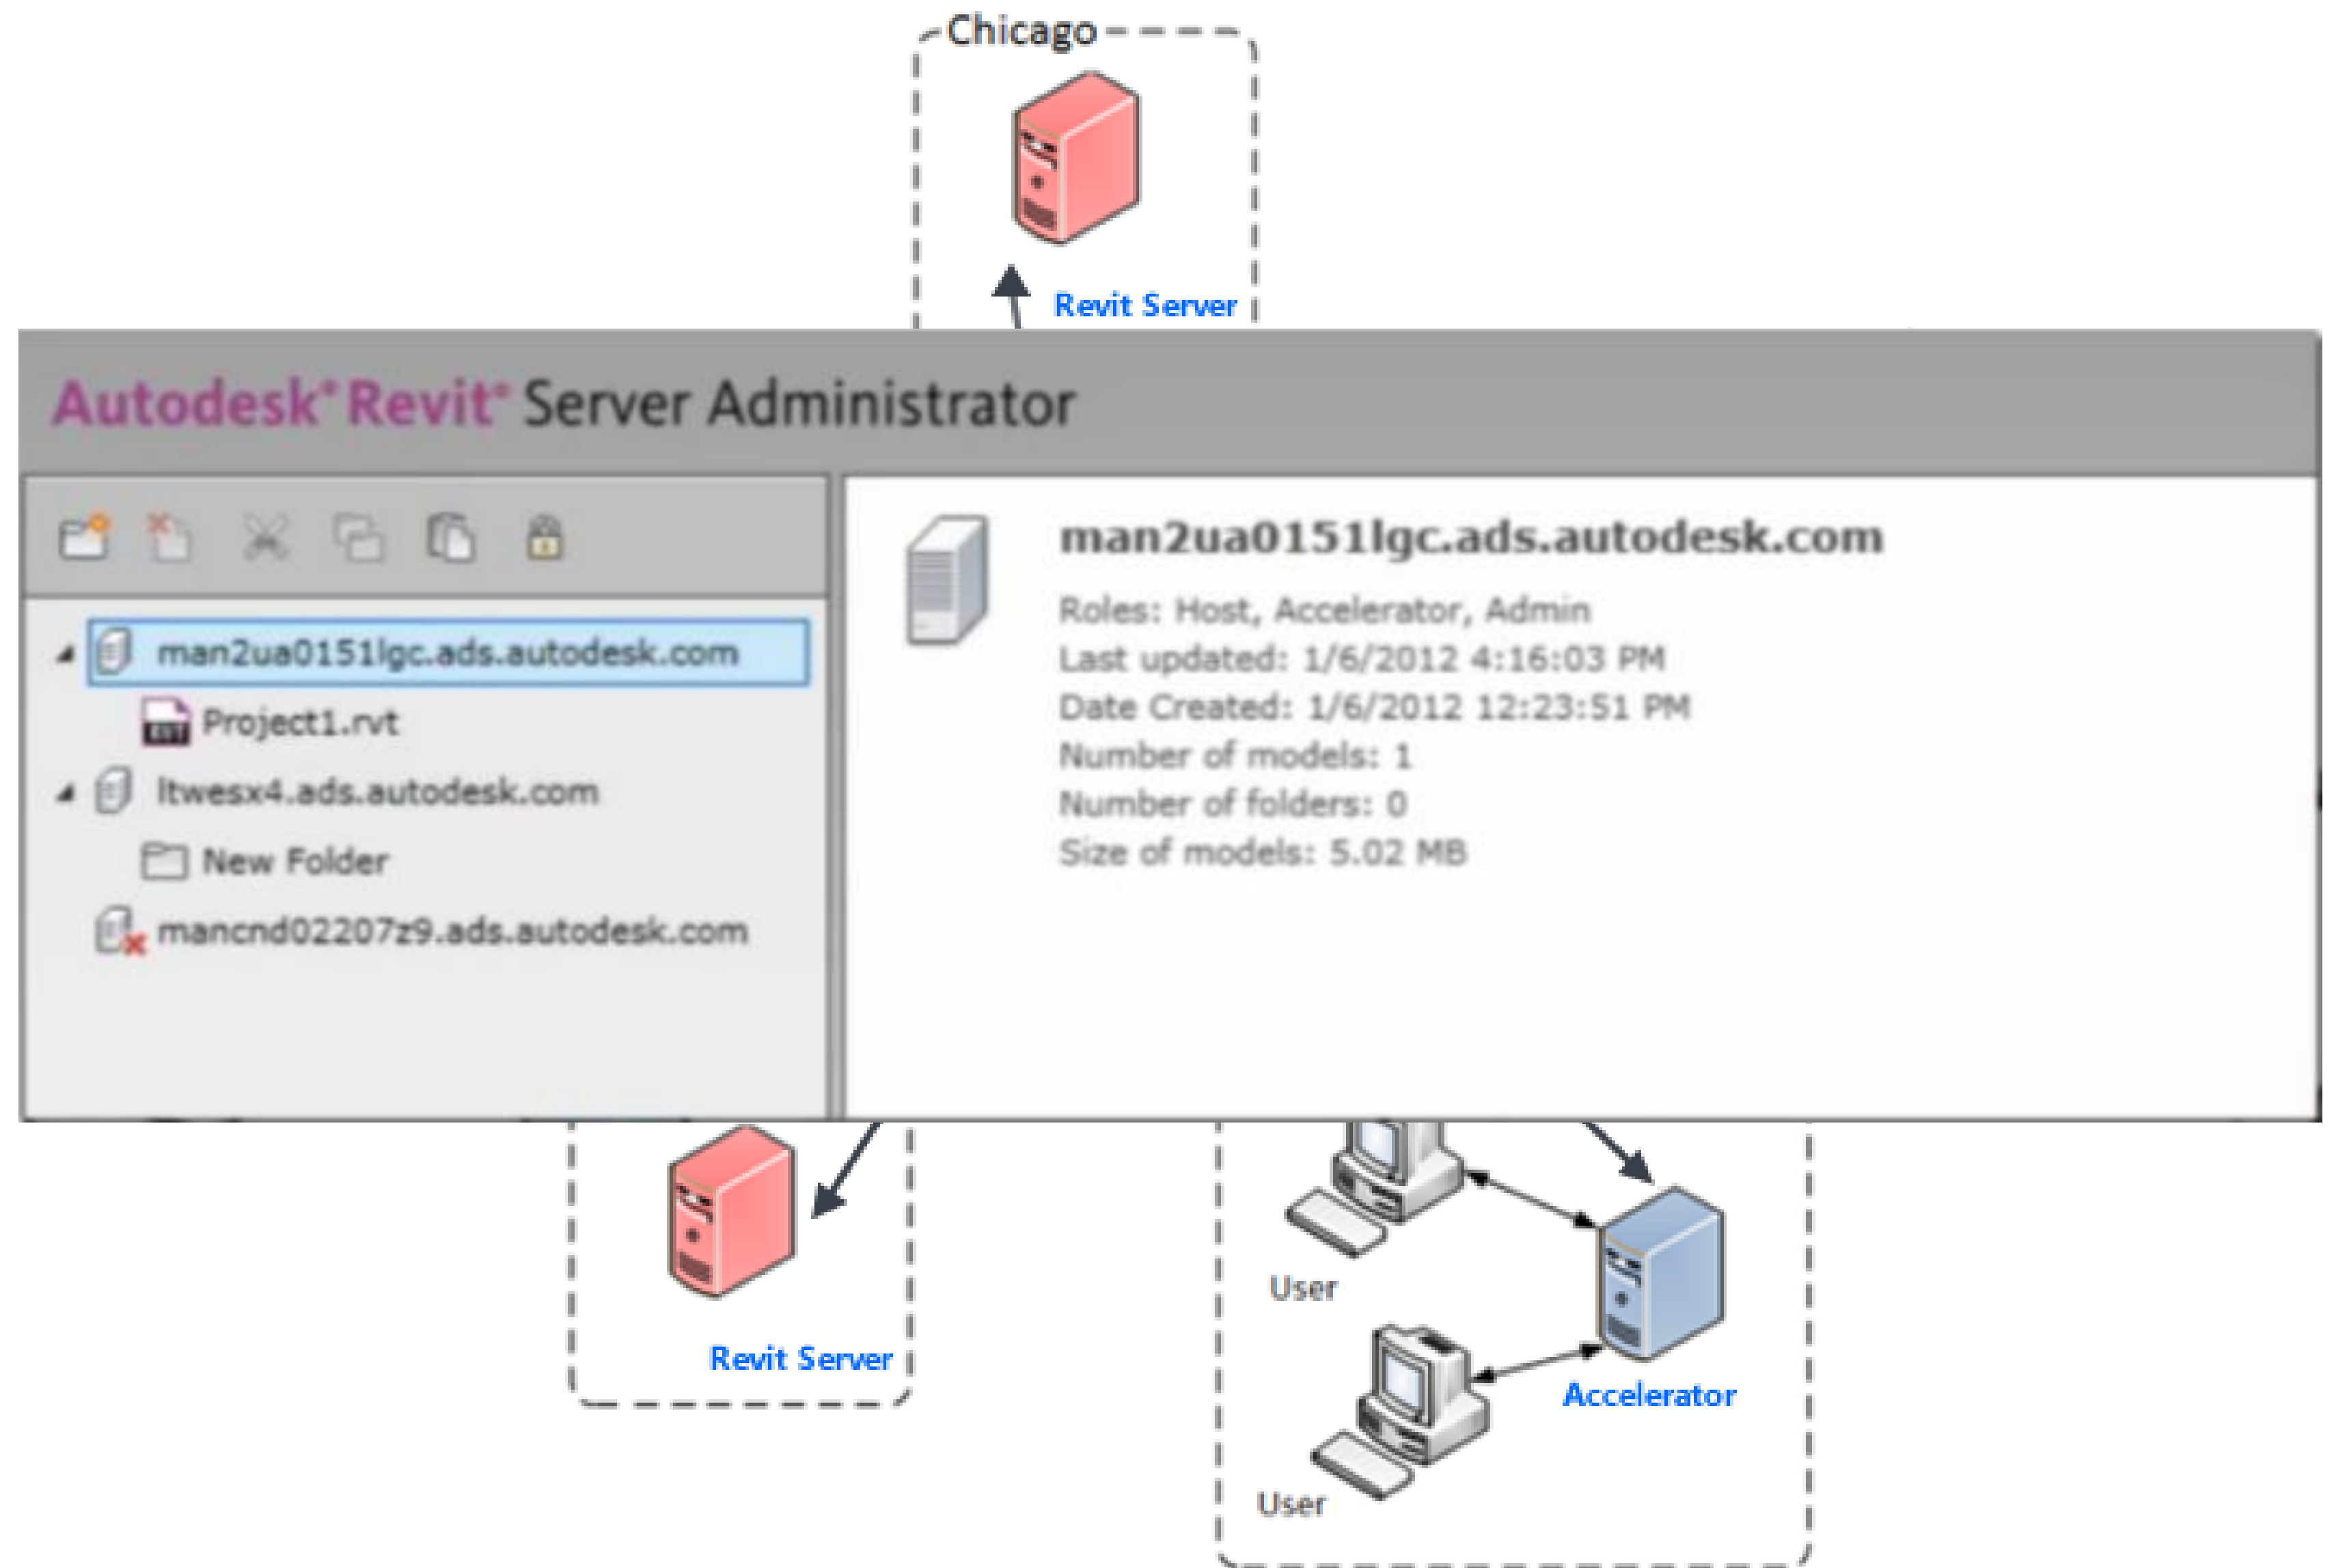 Chicago
Revit Server
Autodesk® Revit® Server Administrator
man2ua0151lgc.ads.autodesk.com
Project1.rvt
ltwesx4.ads.autodesk.com
New Folder
mancnd02207z9.ads.autodesk.com
man2ua0151lgc.ads.autodesk.com
Roles: Host, Accelerator, Admin
Last updated: 1/6/2012 4:16:03 PM
Date Created: 1/6/2012 12:23:51 PM
Number of models: 1
Number of folders: 0
Size of models: 5.02 MB
Revit Server
User
Accelerator
User